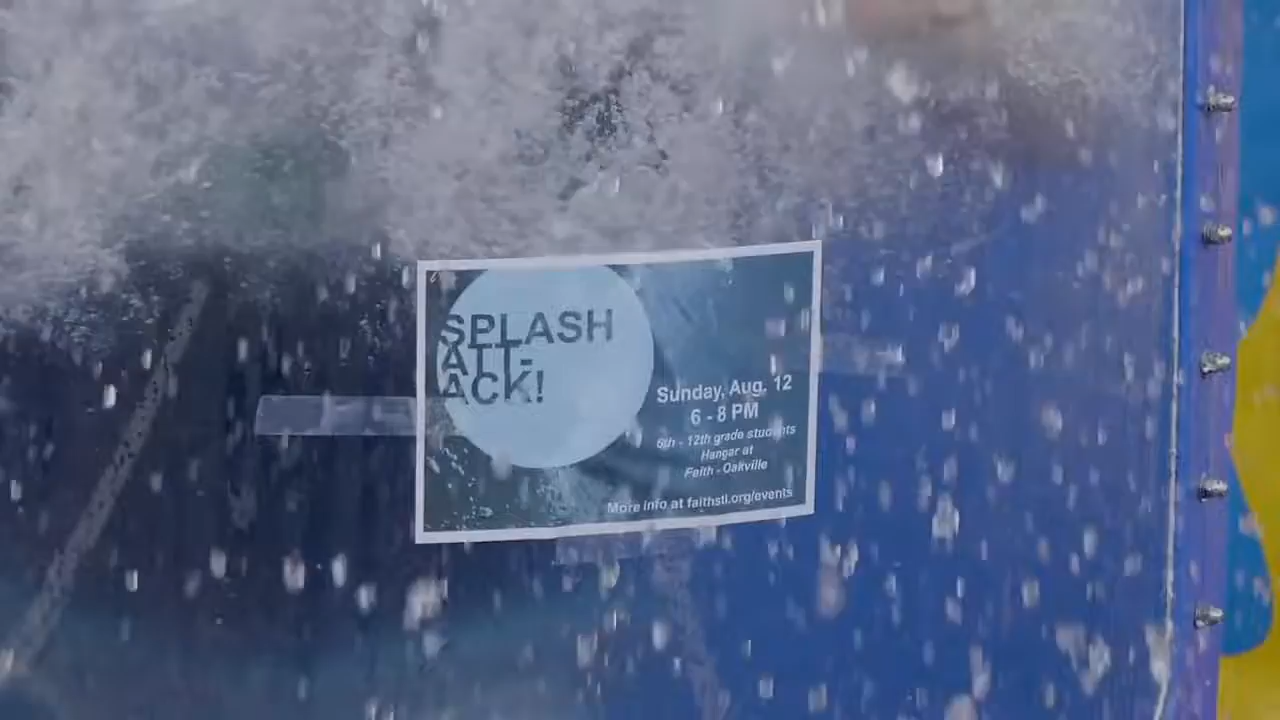 SPLASH
ATT-
ACK!
Sunday, Aug. 12
6 - 8 PM
6th - 12th grade students
Hangar at
Faith - Oakville
More info at faithstl.org/events